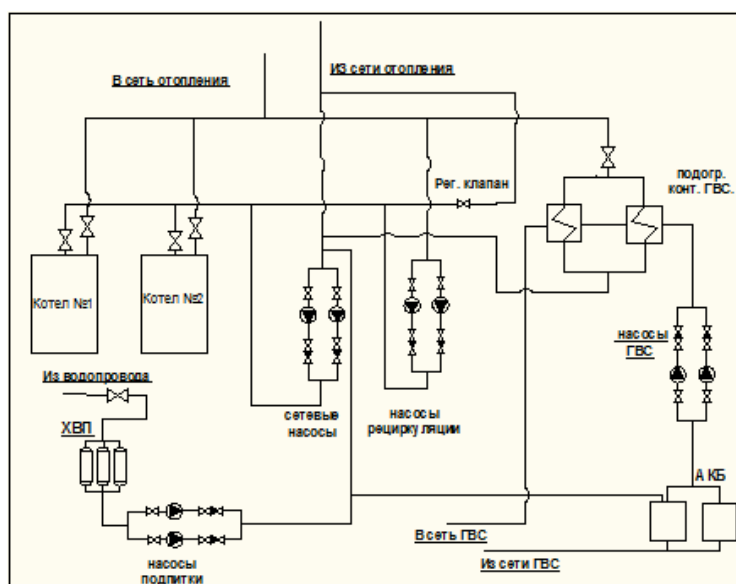 ИЗ сети отопления
В сеть отопления
Рег. клапан
подогр.
конт. ГВС.
Котел №1
Котел №2
насосы
ГВС
Из водопровода
ХВП
сетевые
насосы
насосы
рециркуляции
АКБ
В сеть ГВС
Из сети ГВС
насосы
подпитки